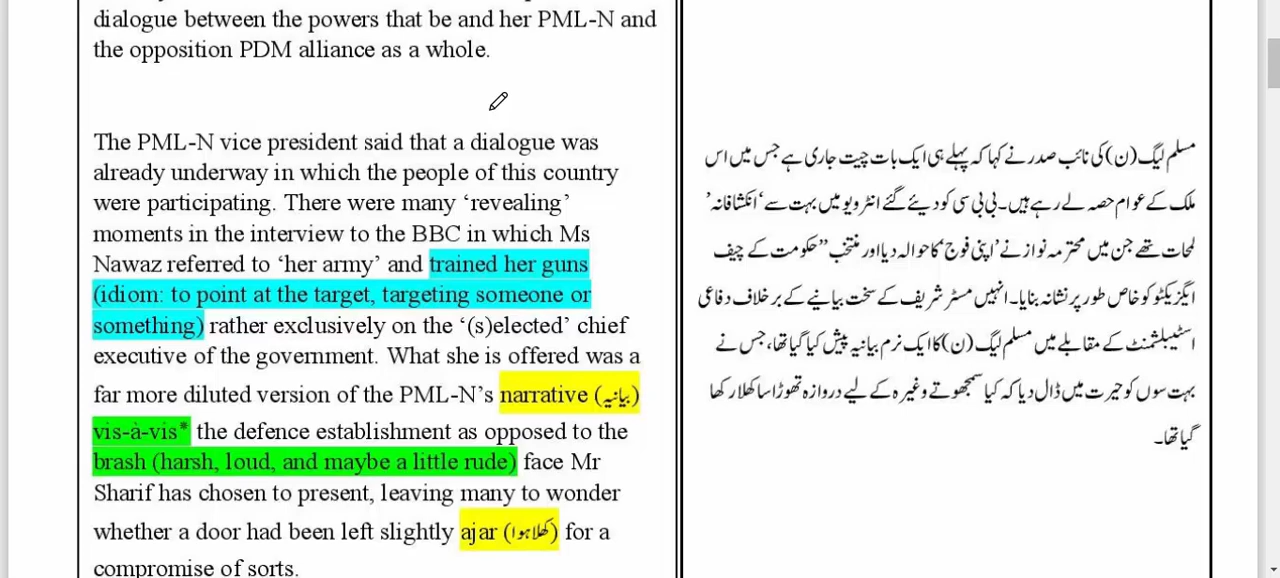 dialogue between the powers that be and her PML-N and
the opposition PDM alliance as a whole.
The PML-N vice president said that a dialogue was
already underway in which the people of this country
were participating. There were many ‘revealing’
moments in the interview to the BBC in which Ms
Nawaz referred to ‘her army’ and trained her guns
(idiom: to point at the target, targeting someone or
something) rather exclusively on the ‘(s)elected’ chief
executive of the government. What she is offered was a
far more diluted version of the PML-N’s narrative (بیانیہ)
vis-à-vis* the defence establishment as opposed to the
brash (harsh, loud, and maybe a little rude) face Mr
Sharif has chosen to present, leaving many to wonder
whether a door had been left slightly ajar (کھلا ہوا) for a
compromise of sorts.
مسلم لیگ (ن) کی نائب صدر نے کہا کہ پہلے ہی ایک بات چیت جاری ہے جس میں اس
ملک کے عوام حصہ لے رہے ہیں۔ بی بی سی کو دیئے گئے انٹرویو میں بہت سے ‘انکشافانہ’
لمحات تھے جن میں محترمہ نواز نے ’اپنی فوج‘ کا حوالہ دیا اور منتخب ”حکومت کے چیف
ایگزیکٹو کو خاص طور پر نشانہ بنایا۔ انہیں مسٹر شریف کے سخت بیانیے کے برخلاف دفاعی
اسٹیبلشمنٹ کے مقابلے میں مسلم لیگ (ن) کا ایک نرم بیانیہ پیش کیا گیا تھا، جس نے
بہت سوں کو حیرت میں ڈال دیا کہ کیا سمجھوتے وغیرہ کے لیے دروازہ تھوڑا سا کھلا رکھا
گیا تھا۔